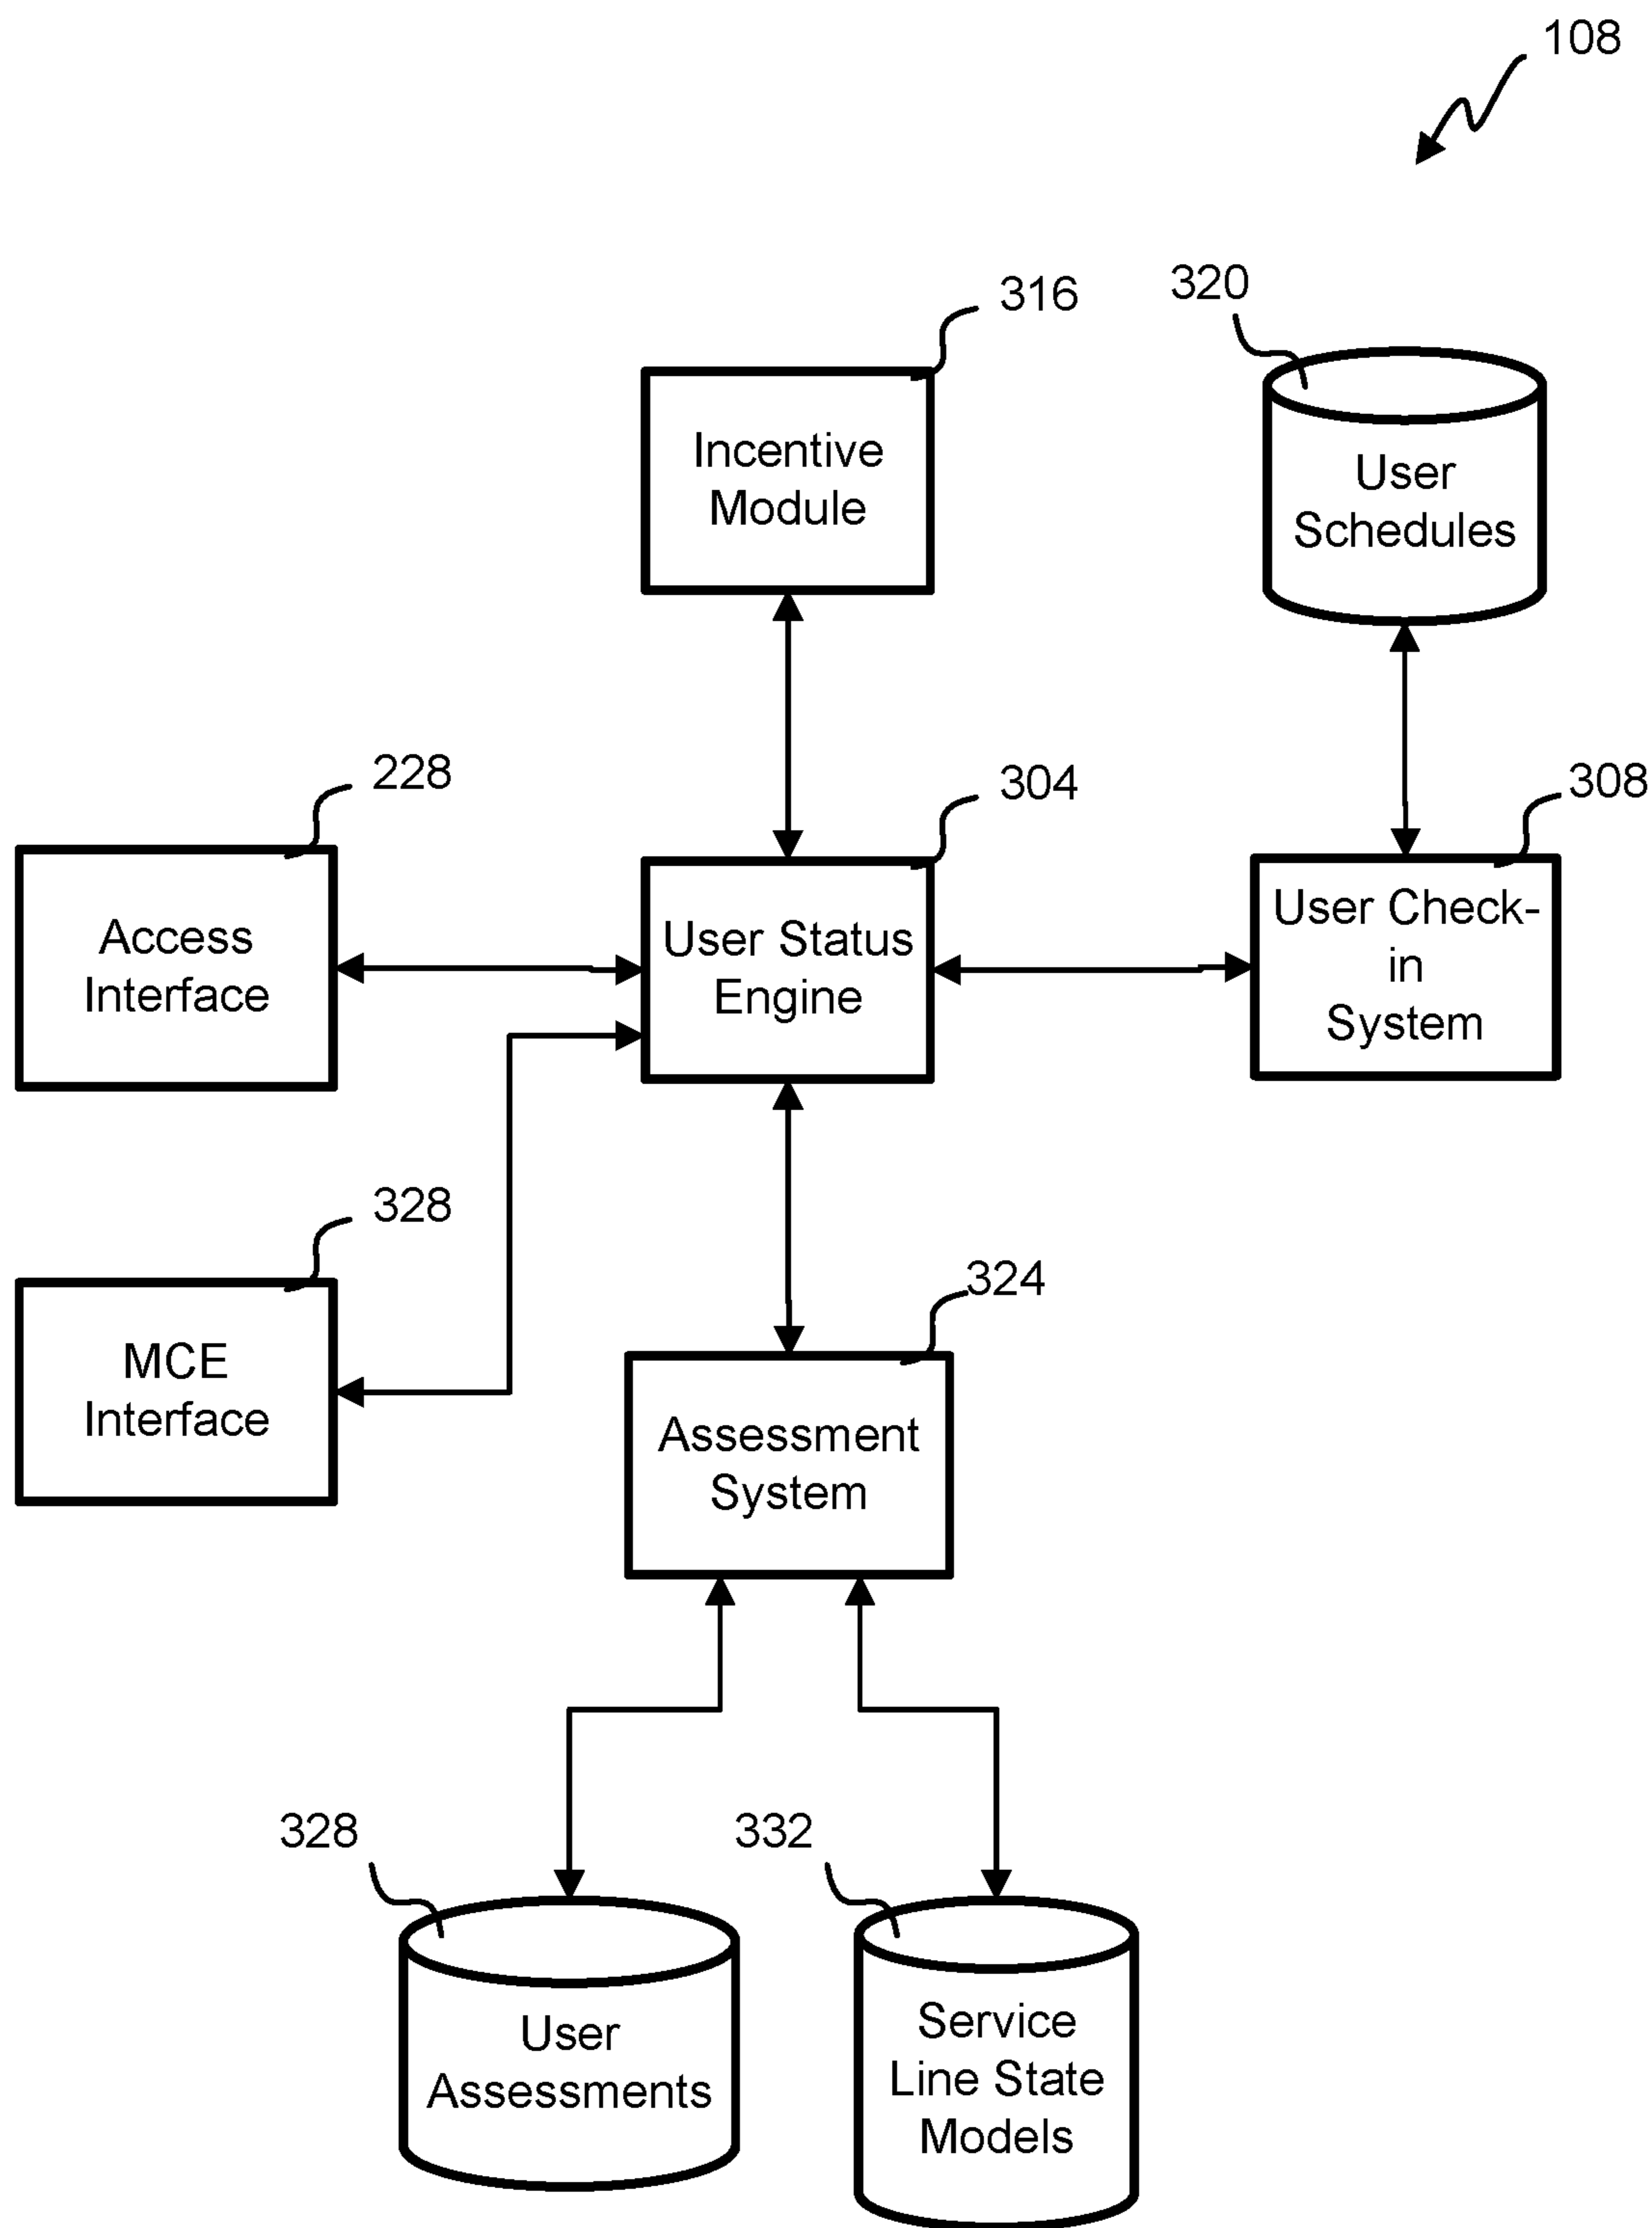 108
316
320
Incentive
Module
User
Schedules
228
304
308
Access
Interface
User Status
Engine
User Check-
in
System
328
MCE
Interface
324
Assessment
System
328
332
User
Assessments
Service
Line State
Models